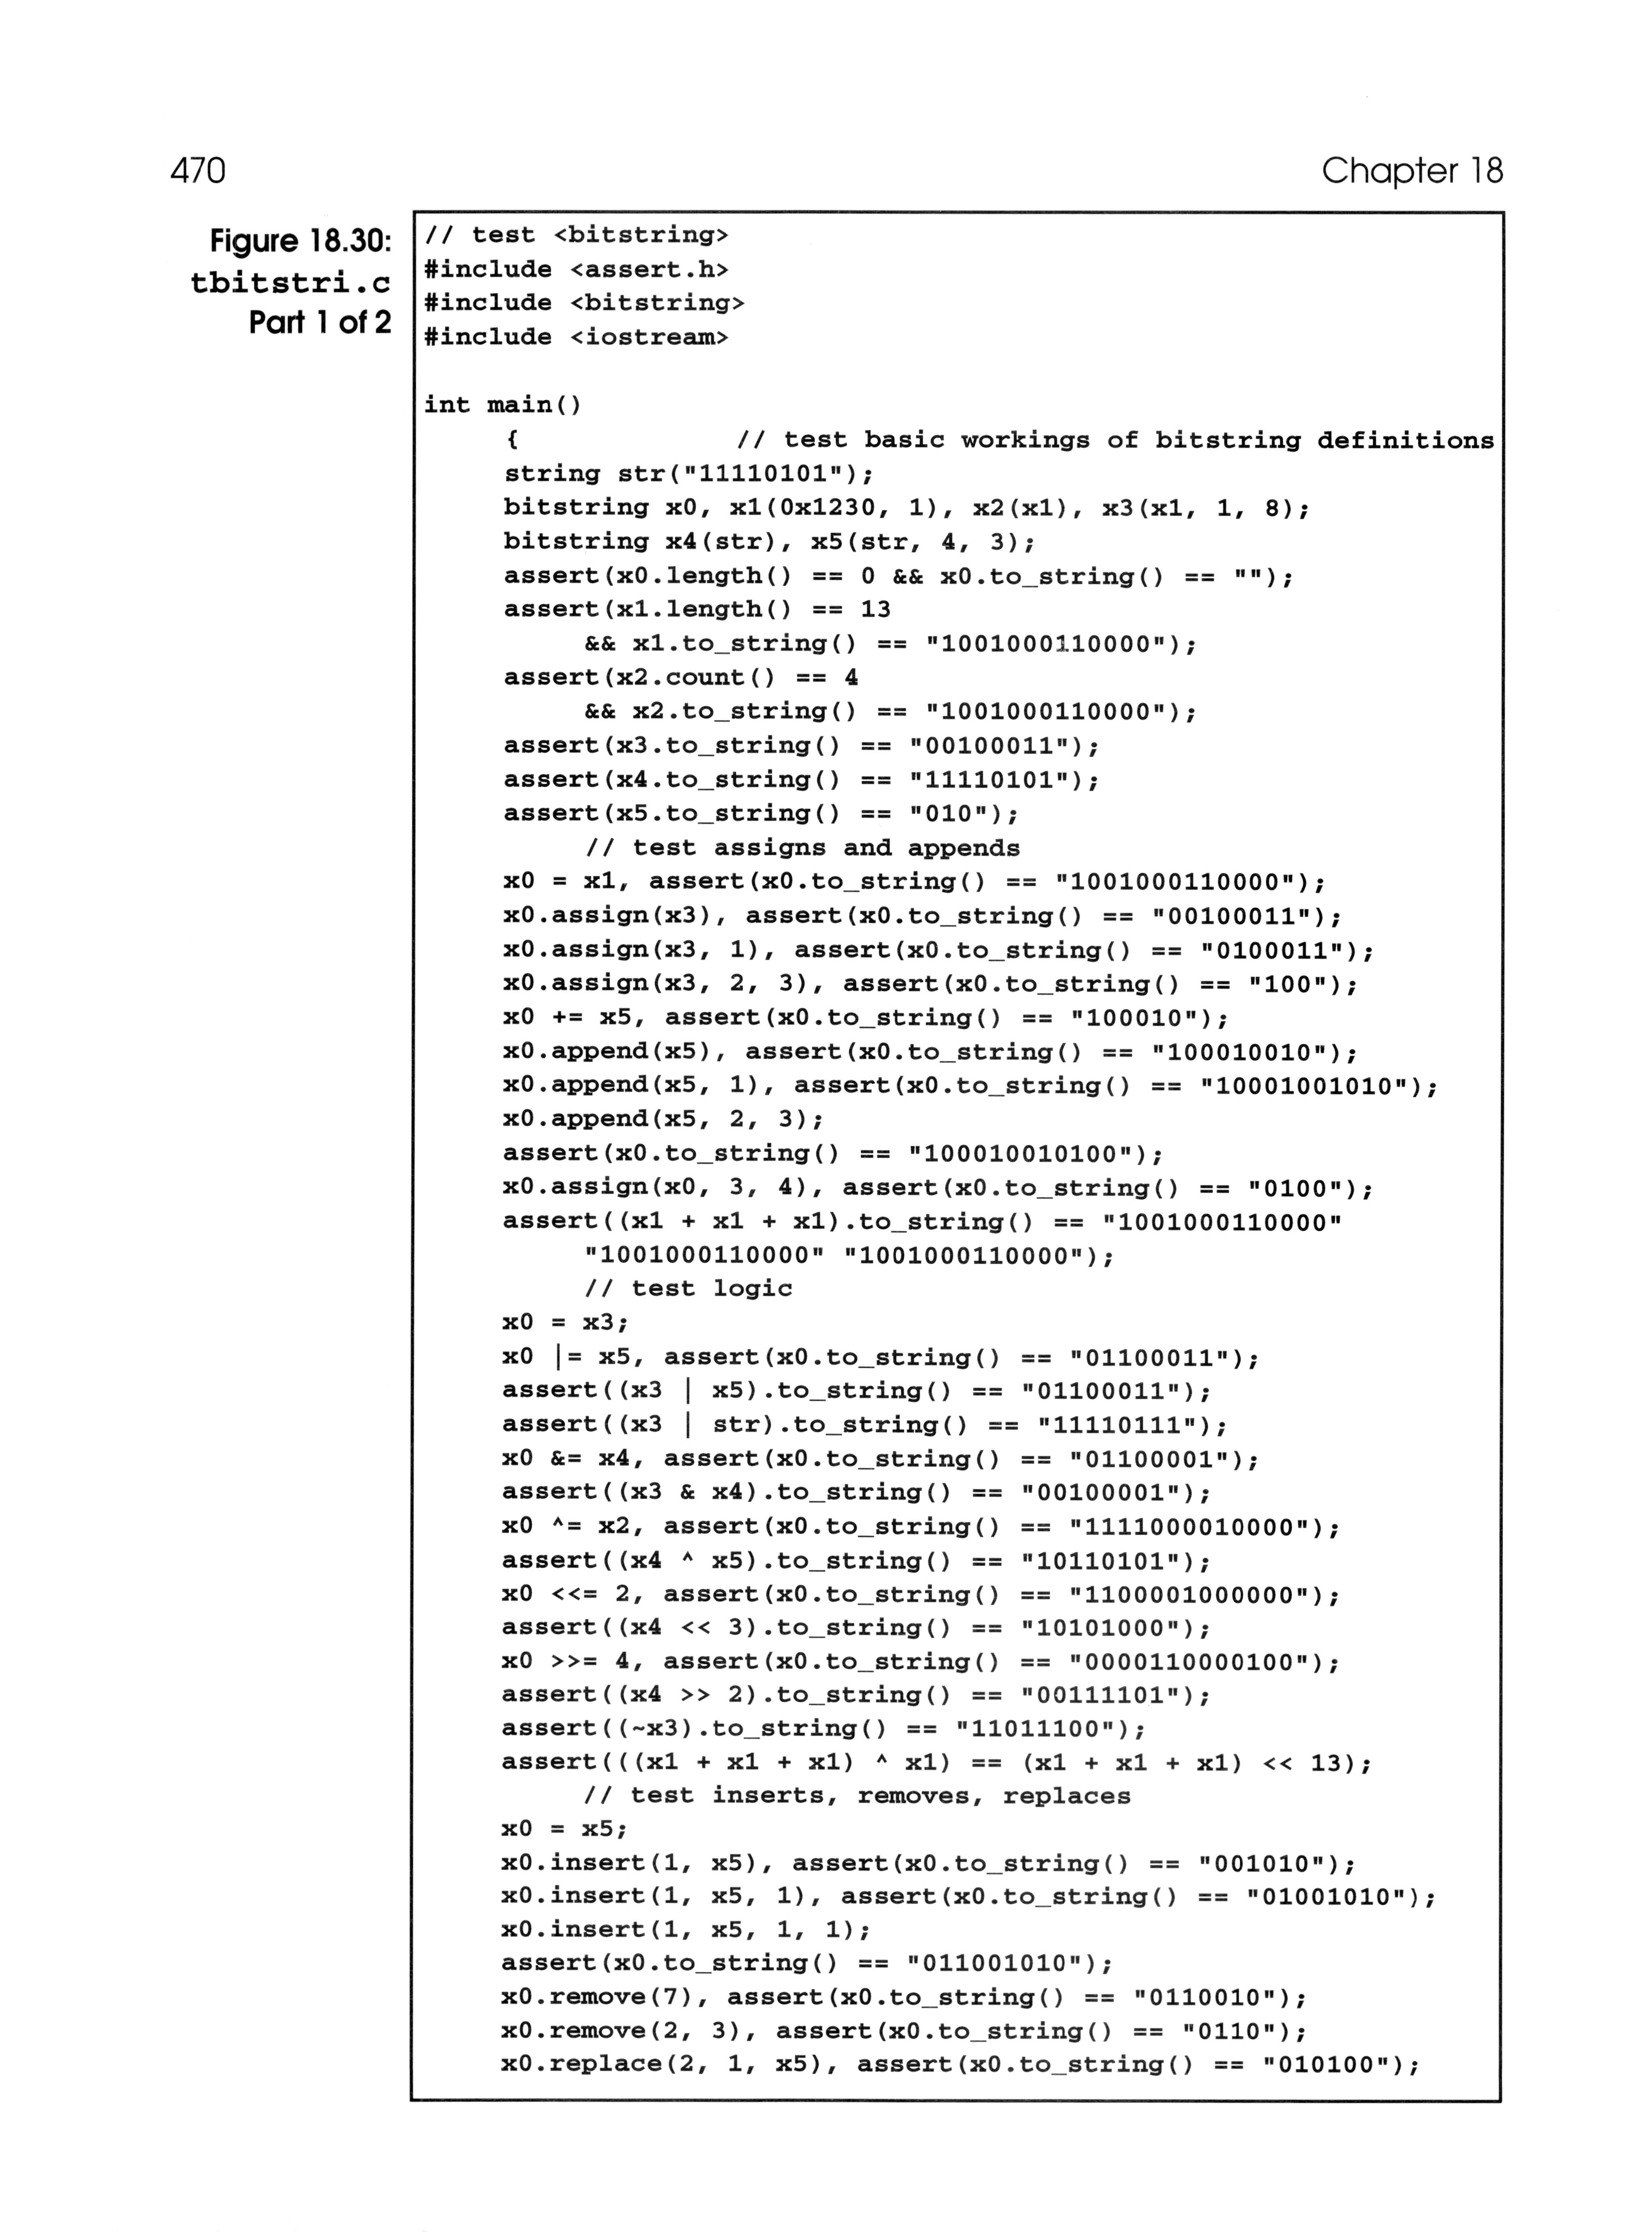 470
Chapter 18
Figure 18.30:
tbitstri.c
Part 1 of 2
// test <bitstring>
#include <assert.h>
#include <bitstring>
#include <iostream>
int main()
{ // test basic workings of bitstring definitions
string str("11110101");
bitstring x0, x1(0x1230, 1), x2(x1), x3(x1, 1, 8);
bitstring x4(str), x5(str, 4, 3);
assert(x0.length() == 0 && x0.to_string() == "");
assert(x1.length() == 13
&& x1.to_string() == "1001000110000");
assert(x2.count() == 4
&& x2.to_string() == "1001000110000");
assert(x3.to_string() == "00100011");
assert(x4.to_string() == "11110101");
assert(x5.to_string() == "010");
// test assigns and appends
x0 = x1, assert(x0.to_string() == "1001000110000");
x0.assign(x3), assert(x0.to_string() == "00100011");
x0.assign(x3, 1), assert(x0.to_string() == "0100011");
x0.assign(x3, 2, 3), assert(x0.to_string() == "100");
x0 += x5, assert(x0.to_string() == "100010");
x0.append(x5), assert(x0.to_string() == "100010010");
x0.append(x5, 1), assert(x0.to_string() == "10001001010");
x0.append(x5, 2, 3);
assert(x0.to_string() == "100010010100");
x0.assign(x0, 3, 4), assert(x0.to_string() == "0100");
assert((x1 + x1 + x1).to_string() == "1001000110000"
"1001000110000" "1001000110000");
// test logic
x0 = x3;
x0 |= x5, assert(x0.to_string() == "01100011");
assert((x3 | x5).to_string() == "01100011");
assert((x3 | str).to_string() == "11110111");
x0 &= x4, assert(x0.to_string() == "01100001");
assert((x3 & x4).to_string() == "00100001");
x0 ^= x2, assert(x0.to_string() == "1111000010000");
assert((x4 ^ x5).to_string() == "10110101");
x0 <<= 2, assert(x0.to_string() == "1100001000000");
assert((x4 << 3).to_string() == "10101000");
x0 >>= 4, assert(x0.to_string() == "0000110000100");
assert((x4 >> 2).to_string() == "00111101");
assert((~x3).to_string() == "11011100");
assert(((x1 + x1 + x1) ^ x1) == (x1 + x1 + x1) << 13);
// test inserts, removes, replaces
x0 = x5;
x0.insert(1, x5), assert(x0.to_string() == "001010");
x0.insert(1, x5, 1), assert(x0.to_string() == "01001010");
x0.insert(1, x5, 1, 1);
assert(x0.to_string() == "011001010");
x0.remove(7), assert(x0.to_string() == "0110010");
x0.remove(2, 3), assert(x0.to_string() == "0110");
x0.replace(2, 1, x5), assert(x0.to_string() == "010100");